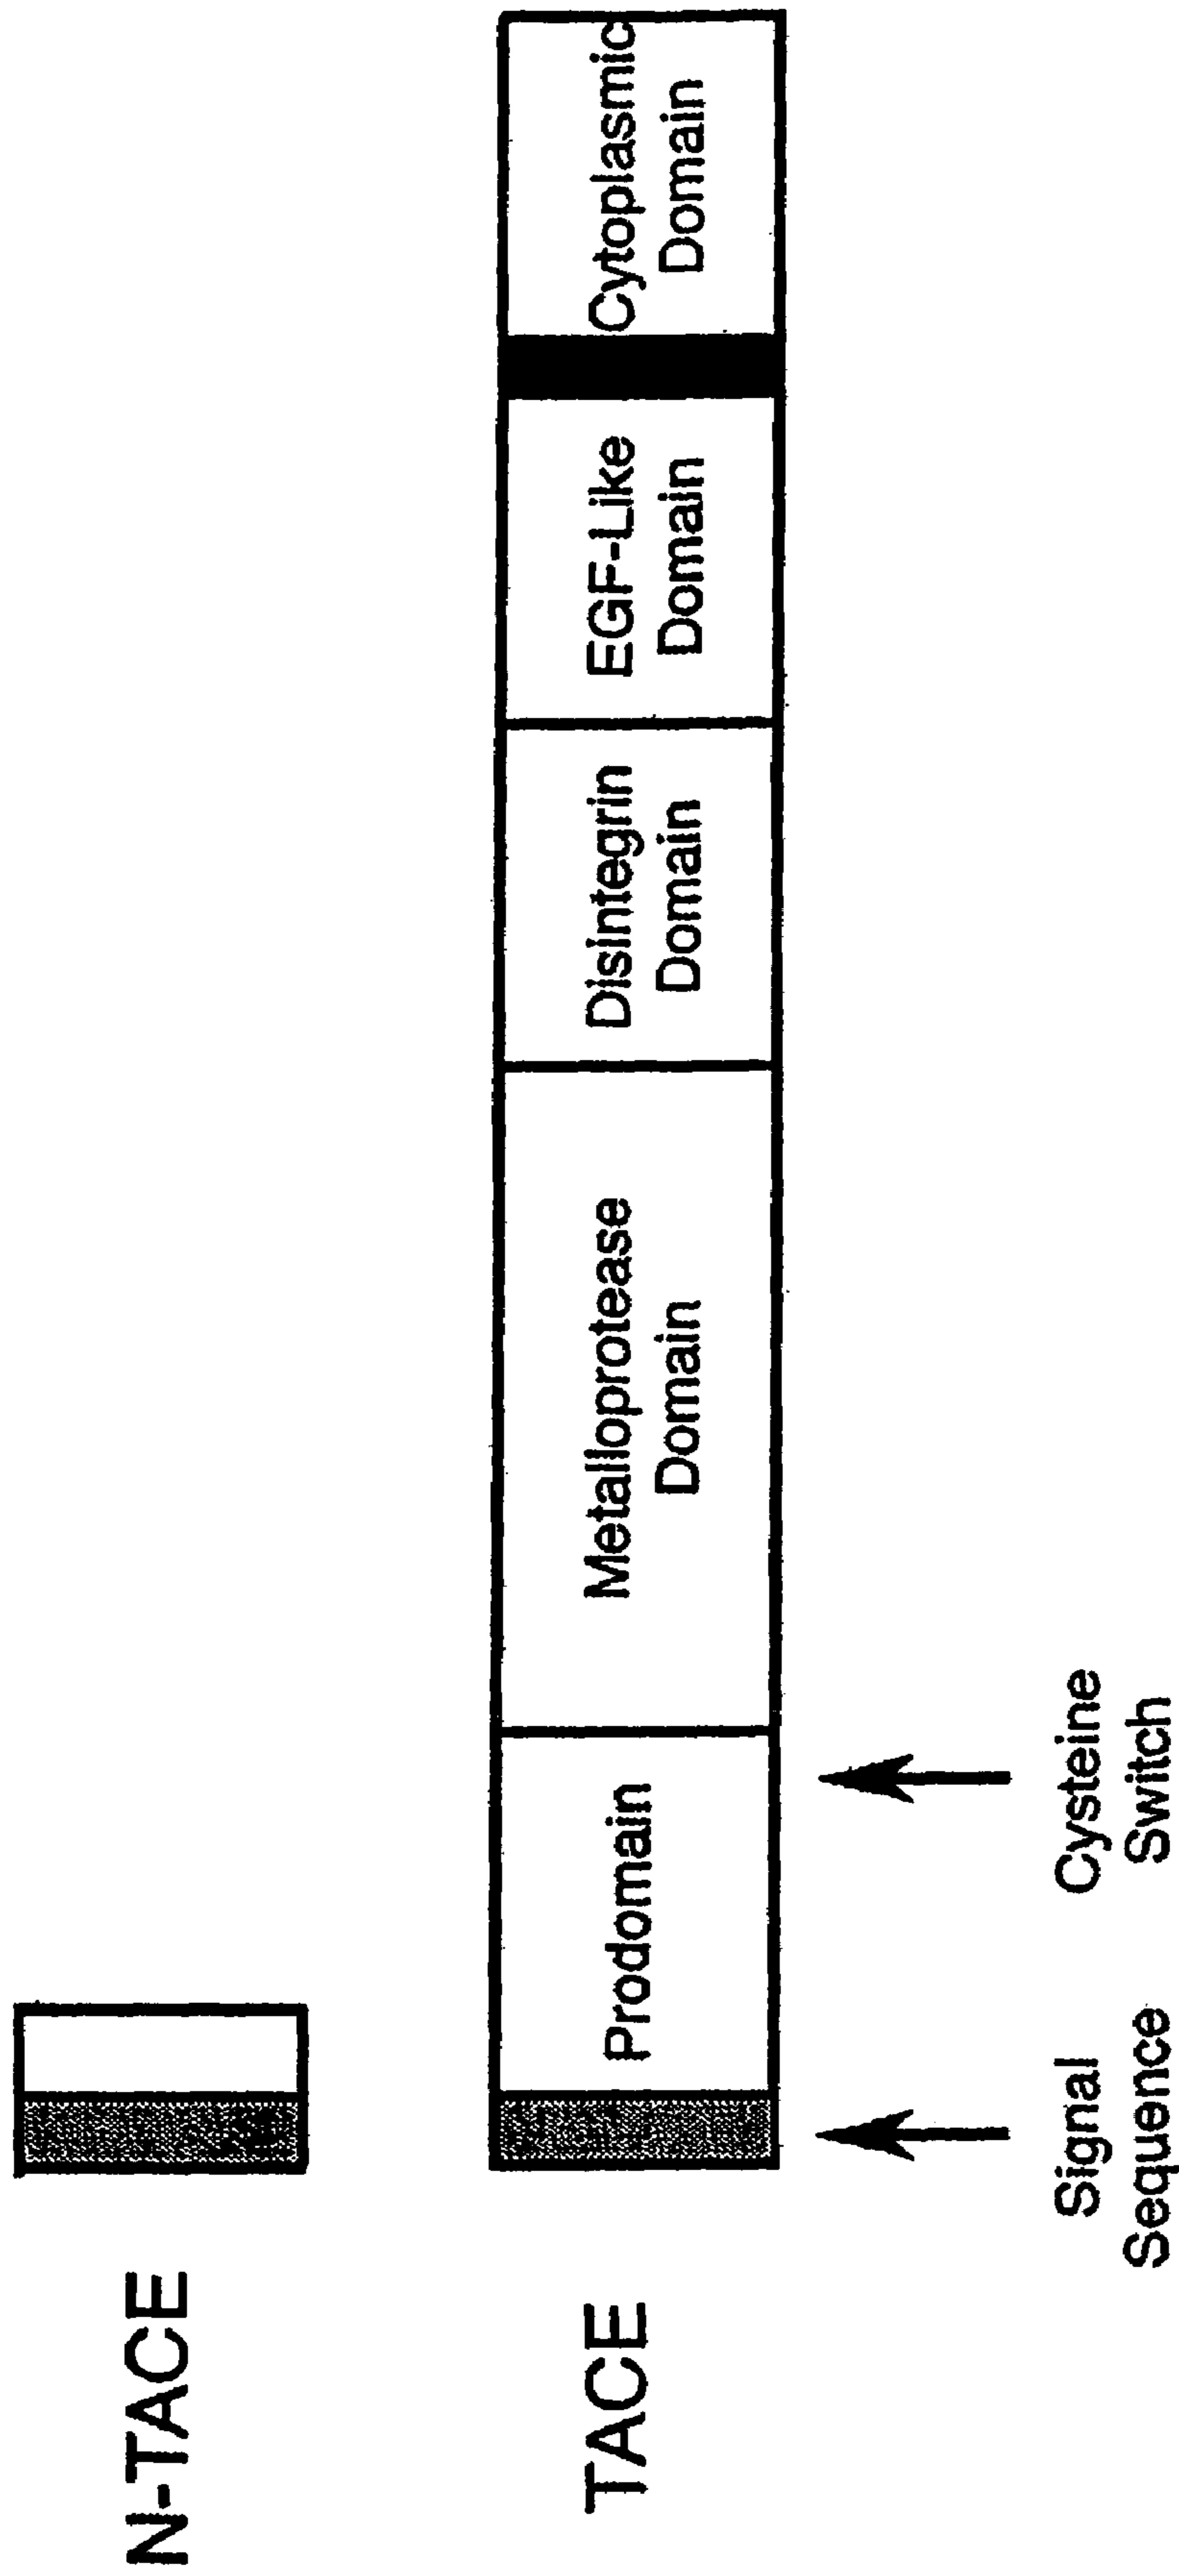 N-TACE
TACE
Prodomain
Metalloprotease
Domain
Disintegrin
Domain
EGF-Like
Domain
Cytoplasmic
Domain
Signal
Sequence
Cysteine
Switch